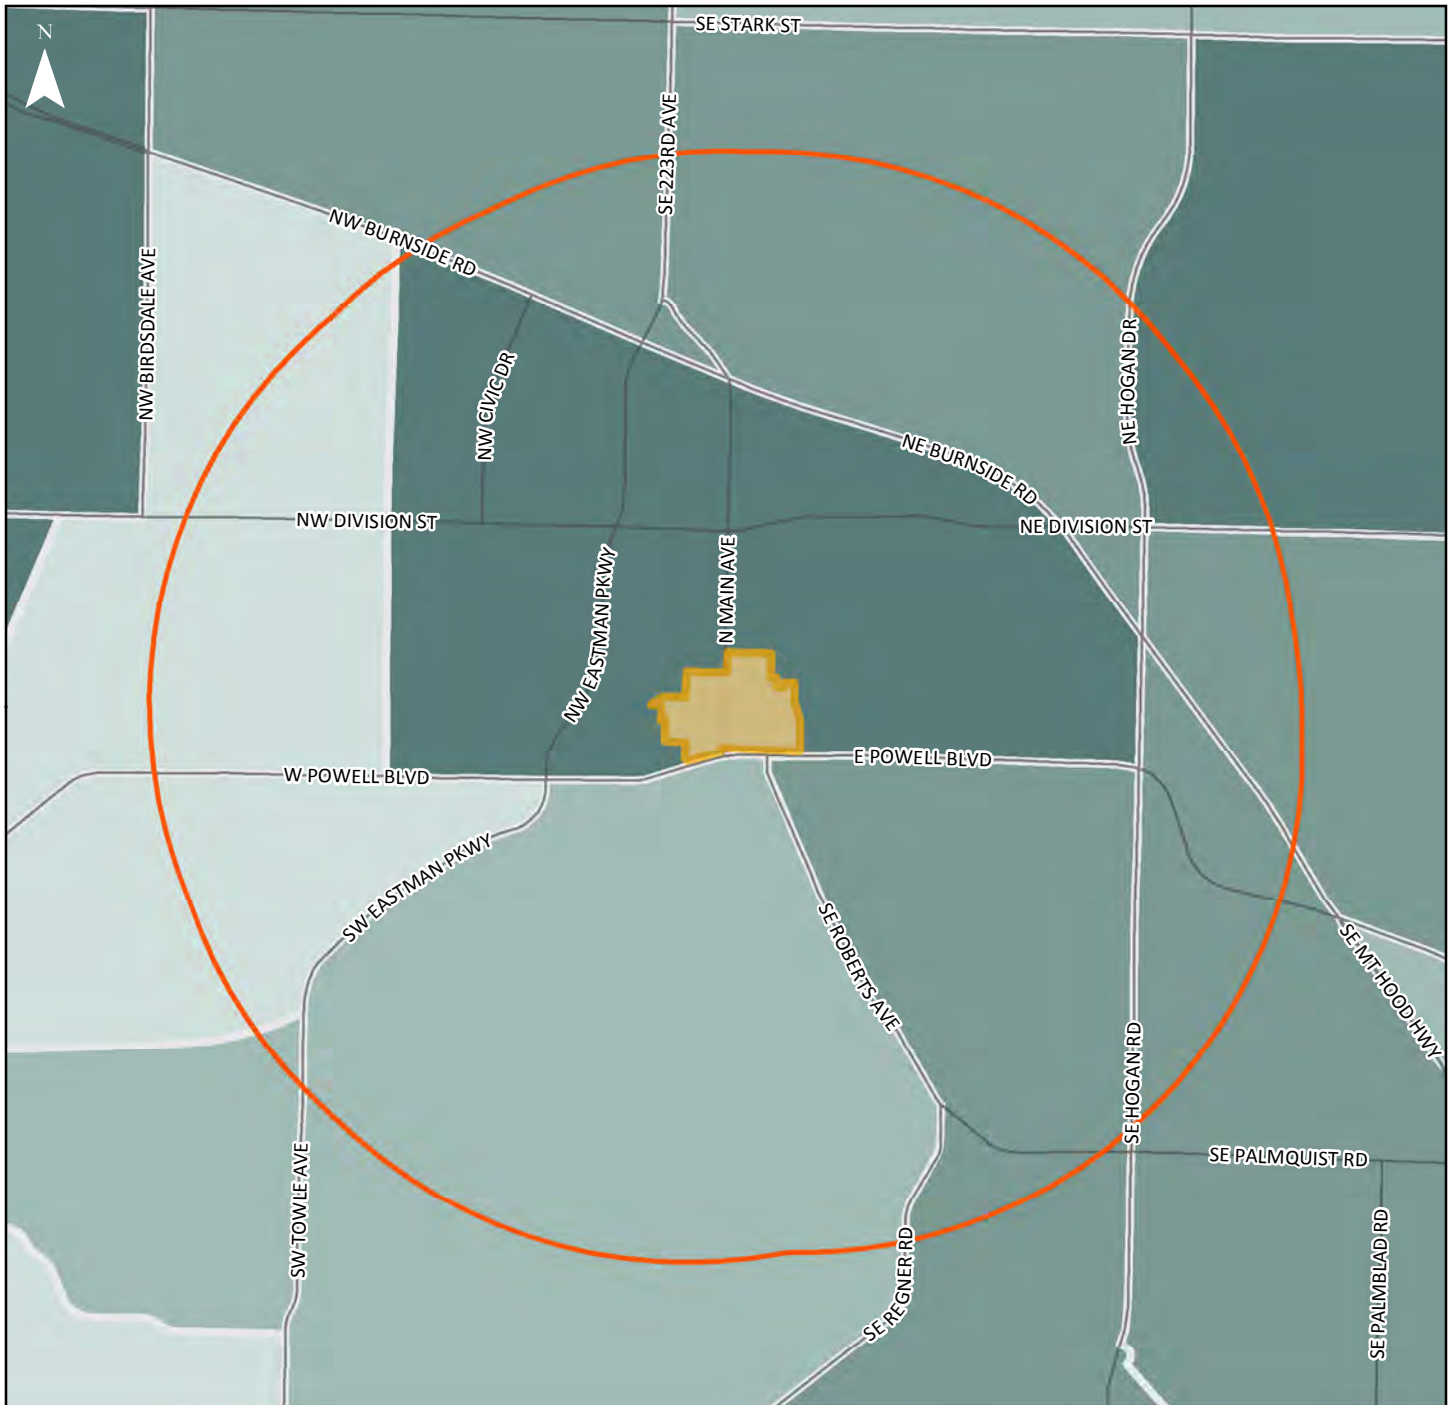 SE STARK ST
N
SE 223RD AVE
NW BURNSIDE RD
NW BIRDSDALE AVE
NW CIVIC DR
NE HOGAN DR
NE BURNSIDE RD
NW DIVISION ST
NE DIVISION ST
N MAIN AVE
NW EASTMAN PKWY
E POWELL BLVD
W POWELL BLVD
SW EASTMAN PKWY
SE ROBERTS AVE
SE MT HOOD HWY
SE HOGAN RD
SE PALMQUIST RD
SW TOWLE AVE
SE REGNER RD
SE PALMBLAD RD